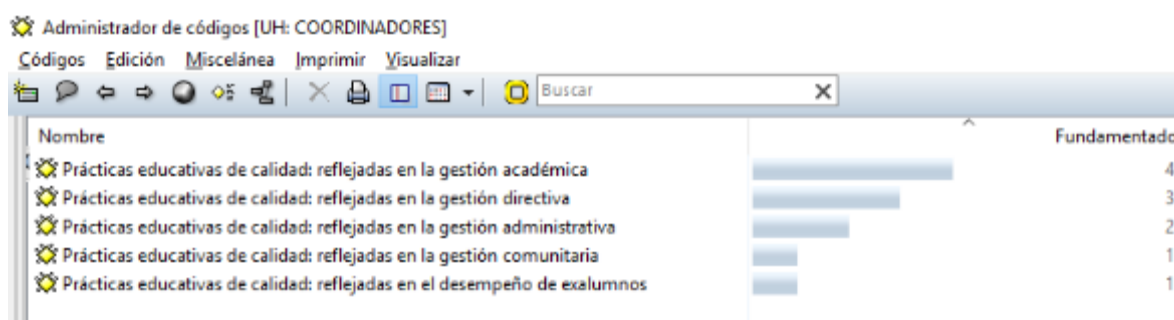 Administrador de códigos [UH: COORDINADORES]
Códigos Edición Miscelánea Imprimir Visualizar
Buscar
Nombre Fundamentado
Prácticas educativas de calidad: reflejadas en la gestión académica 4
Prácticas educativas de calidad: reflejadas en la gestión directiva 3
Prácticas educativas de calidad: reflejadas en la gestión administrativa 2
Prácticas educativas de calidad: reflejadas en la gestión comunitaria 1
Prácticas educativas de calidad: reflejadas en el desempeño de exalumnos 1